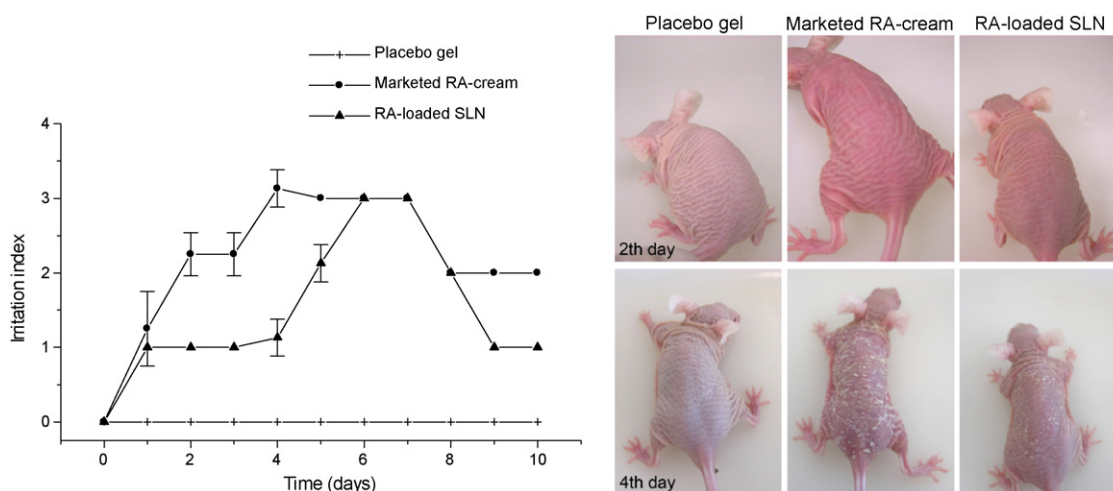 Placebo gel
Marketed RA-cream
RA-loaded SLN
4
3
2
1
0
Irritation index
0 2 4 6 8 10
Time (days)
Placebo gel Marketed RA-cream RA-loaded SLN
2th day
4th day